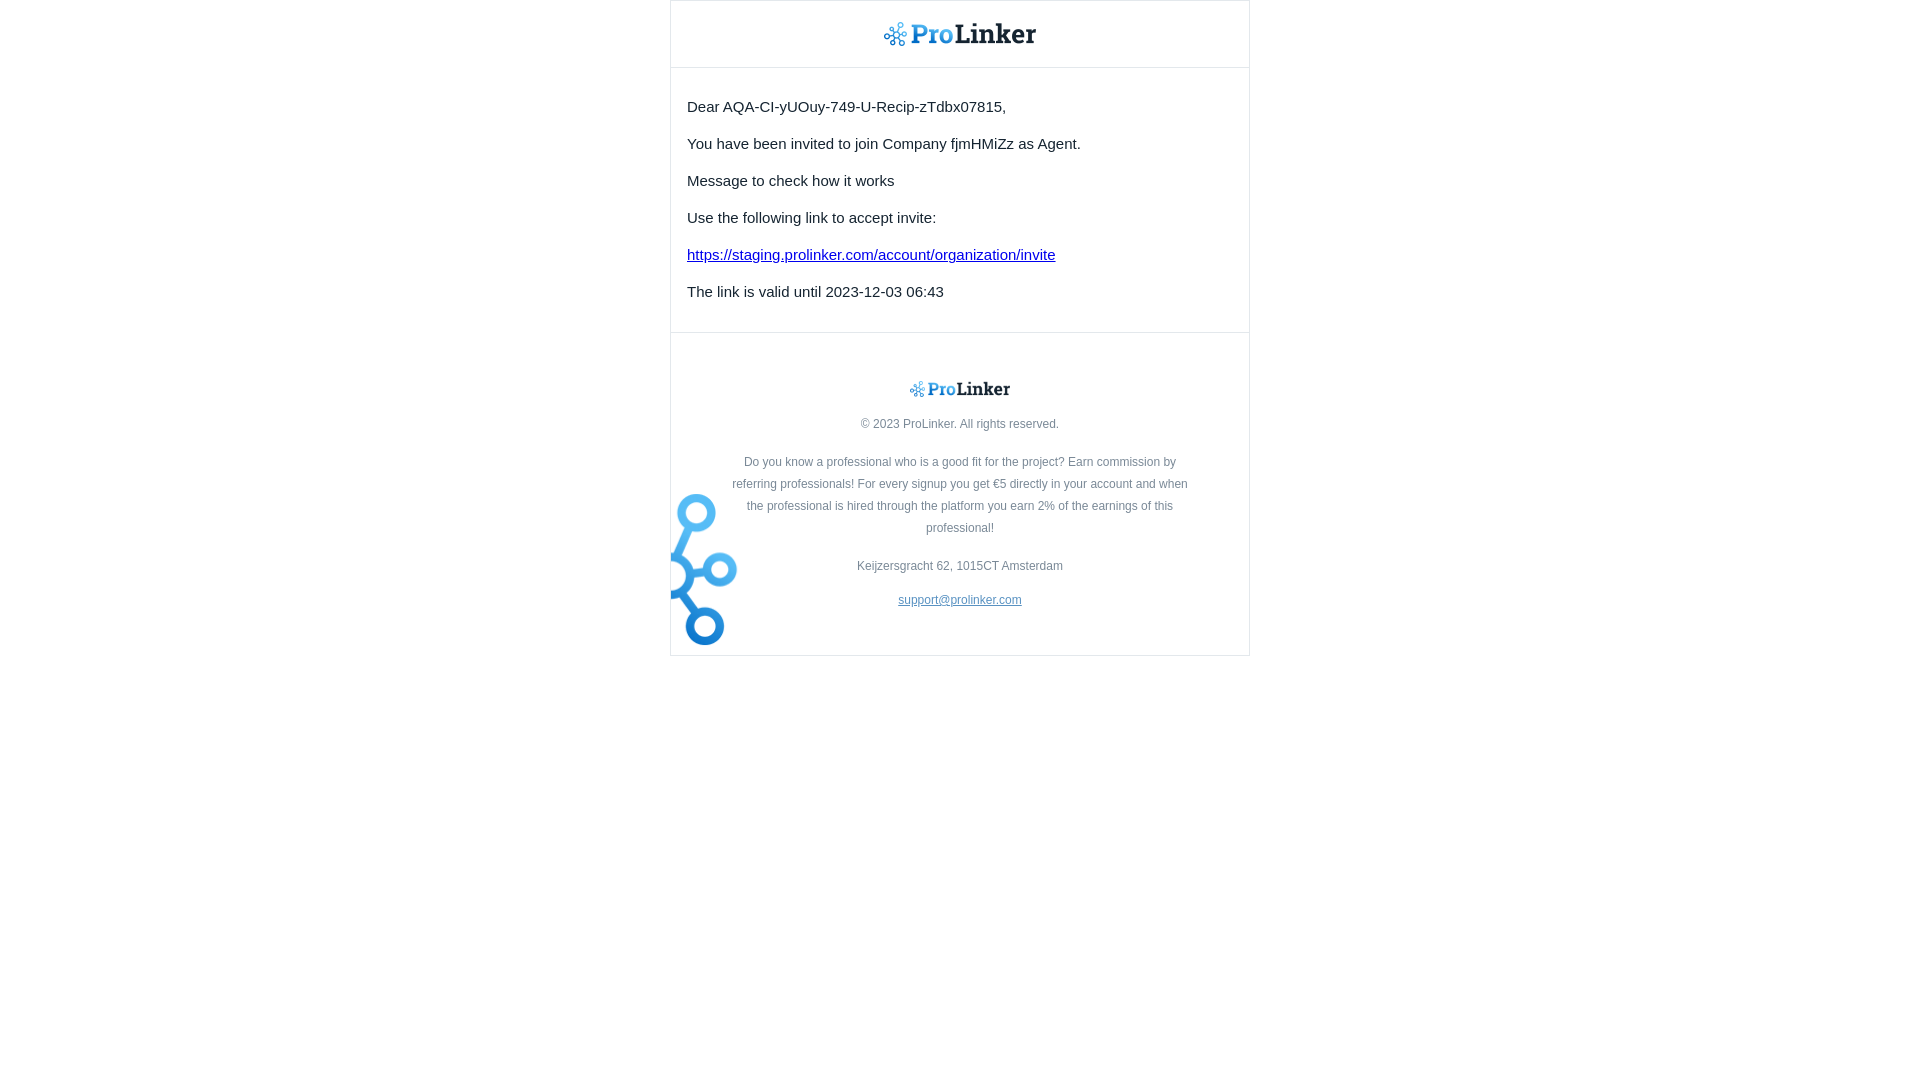 ProLinker
Dear AQA-CI-yUOuy-749-U-Recip-zTdbx07815,
You have been invited to join Company fjmHMiZz as Agent.
Message to check how it works
Use the following link to accept invite:
https://staging.prolinker.com/account/organization/invite
The link is valid until 2023-12-03 06:43
ProLinker
© 2023 ProLinker. All rights reserved.
Do you know a professional who is a good fit for the project? Earn commission by
referring professionals! For every signup you get €5 directly in your account and when
the professional is hired through the platform you earn 2% of the earnings of this
professional!
Keijzersgracht 62, 1015CT Amsterdam
support@prolinker.com